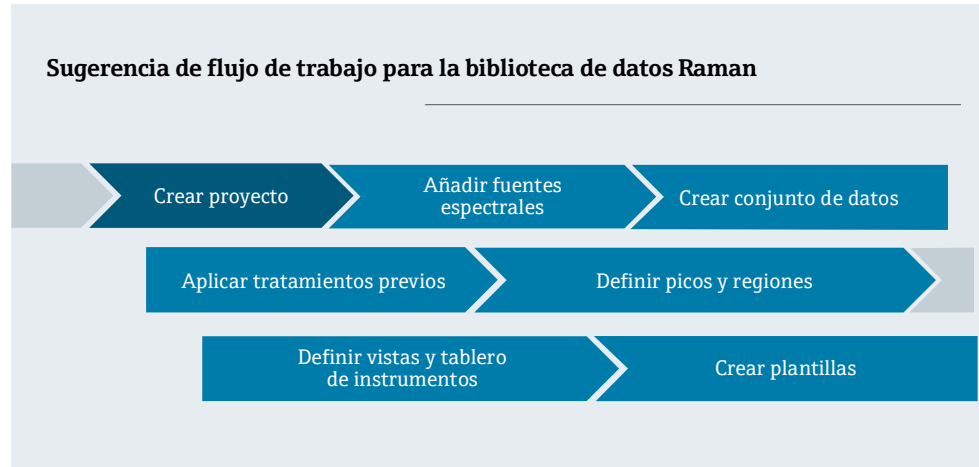 Sugerencia de flujo de trabajo para la biblioteca de datos Raman
Crear proyecto
Añadir fuentes
espectrales
Crear conjunto de datos
Aplicar tratamientos previos
Definir picos y regiones
Definir vistas y tablero
de instrumentos
Crear plantillas